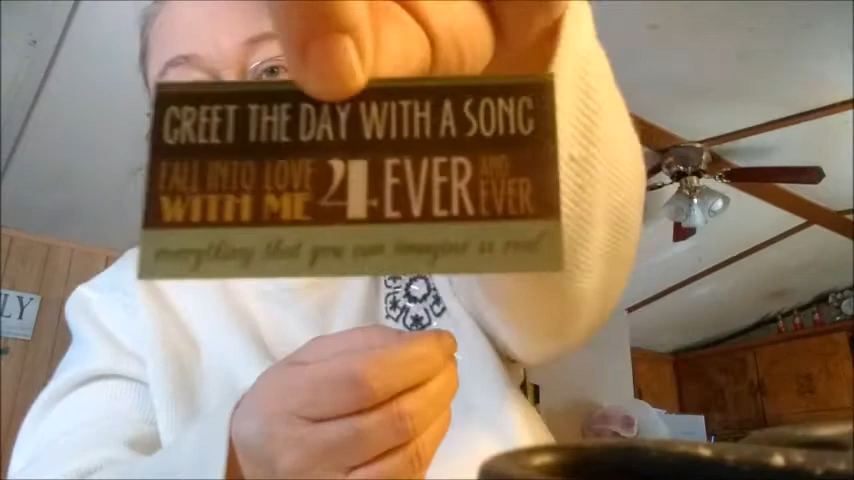 GREET THE DAY WITH A SONG
FALL INTO LOVE
WITH ME
4 EVER
AND
EVER
everything that you can imagine is real
LY